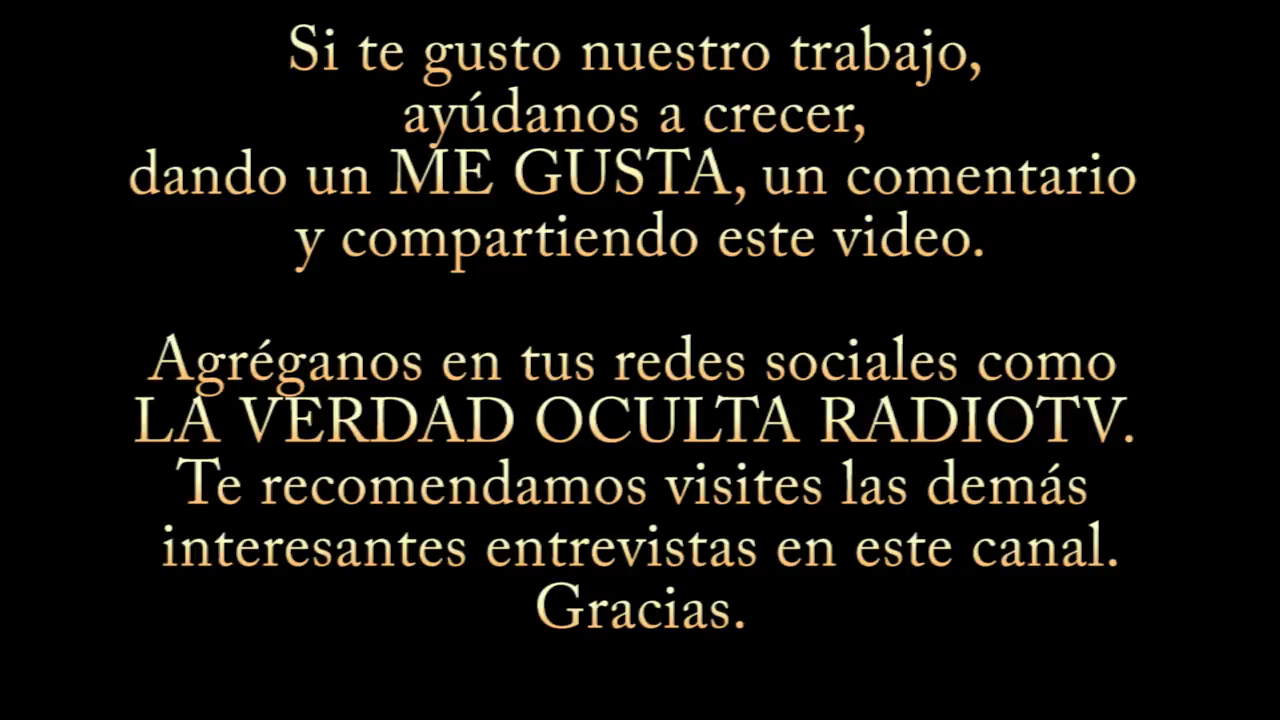 Si te gusto nuestro trabajo,
ayúdanos a crecer,
dando un ME GUSTA, un comentario
y compartiendo este video.
Agréganos en tus redes sociales como
LA VERDAD OCULTA RADIOTV.
Te recomendamos visites las demás
interesantes entrevistas en este canal.
Gracias.